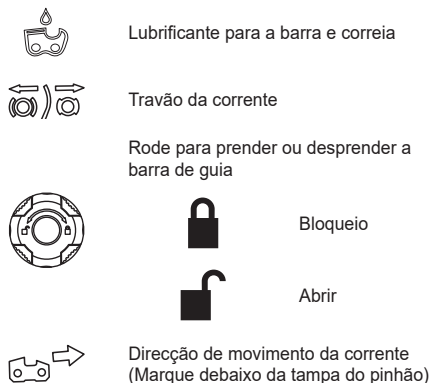 Lubrificante para a barra e correia
Travão da corrente
Rode para prender ou desprender a
barra de guia
Bloqueio
Abrir
Direcção de movimento da corrente
(Marque debaixo da tampa do pinhão)